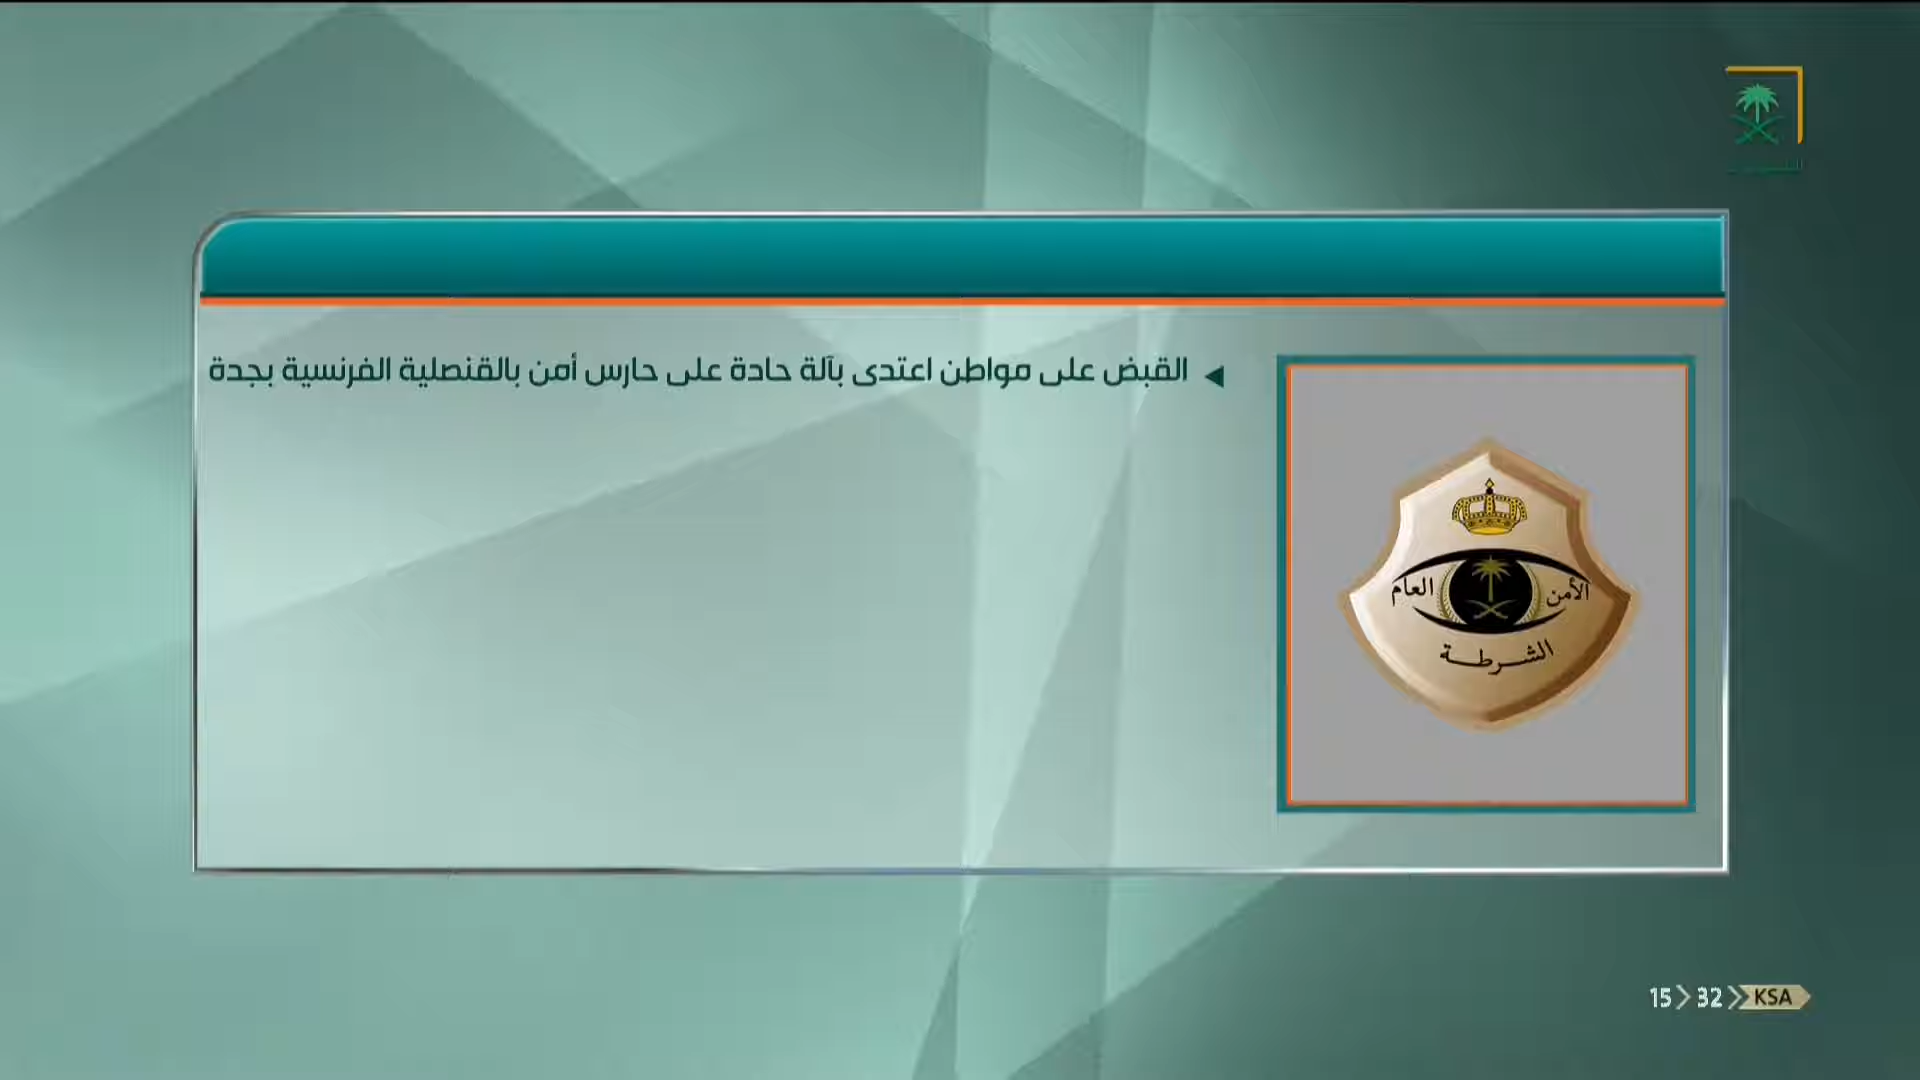 القبض على مواطن اعتدى بآلة حادة على حارس أمن بالقنصلية الفرنسية بجدة
الأمن العام
الشرطة
15 32 KSA